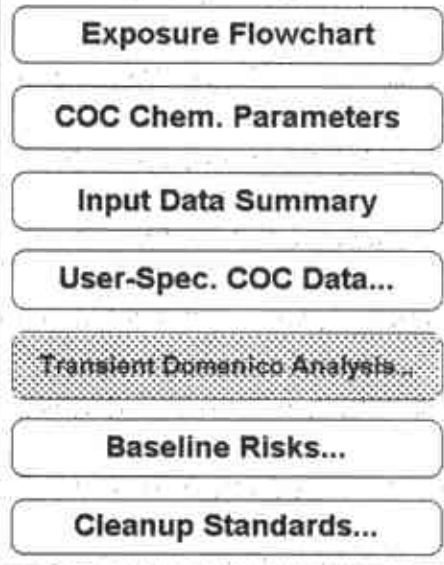 Exposure Flowchart
COC Chem. Parameters
Input Data Summary
User-Spec. COC Data...
Transient Domenico Analysis...
Baseline Risks...
Cleanup Standards...